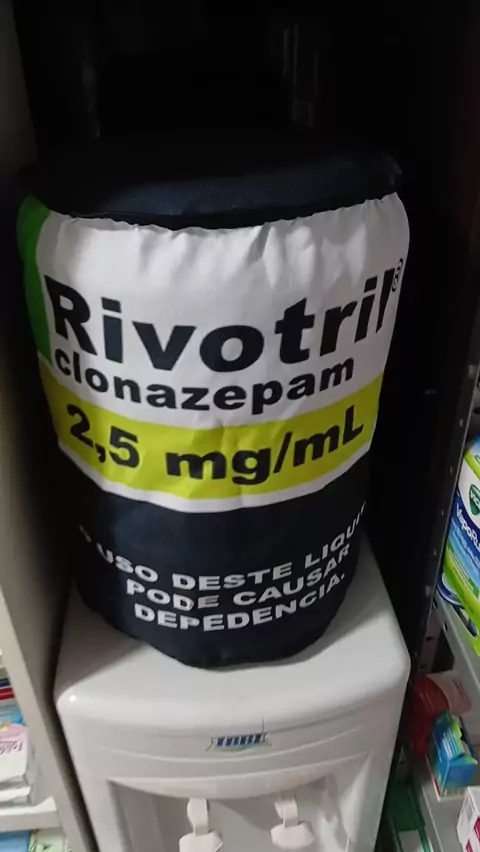 Rivotril®
clonazepam
2,5 mg/mL
O USO DESTE LIQUI
PODE CAUSAR
DEPEDENCIA.